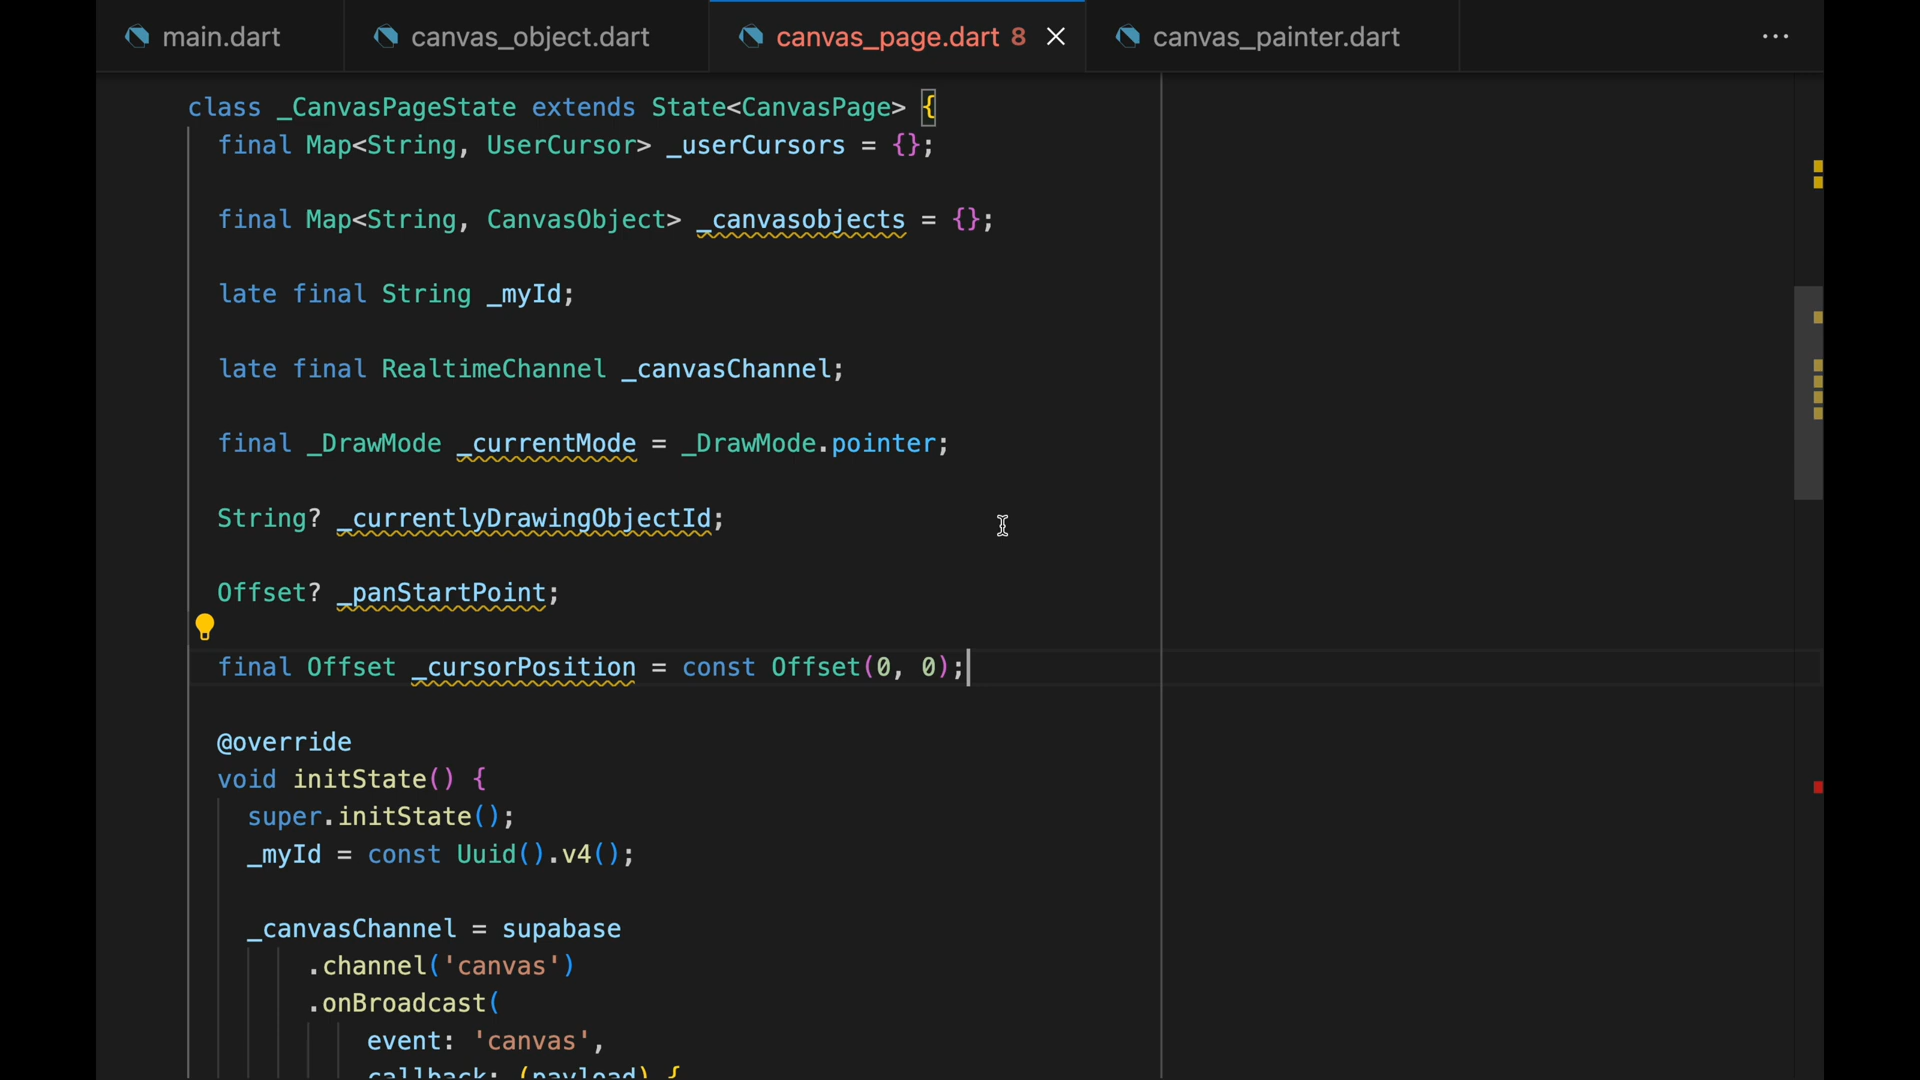 main.dart
canvas_object.dart
canvas_page.dart 8
canvas_painter.dart
class _CanvasPageState extends State<CanvasPage> {
final Map<String, UserCursor> _userCursors = {};
final Map<String, CanvasObject> _canvasobjects = {};
late final String _myId;
late final RealtimeChannel _canvasChannel;
final _DrawMode _currentMode = _DrawMode.pointer;
String? _currentlyDrawingObjectId;
Offset? _panStartPoint;
final Offset _cursorPosition = const Offset(0, 0);
@override
void initState() {
super.initState();
_myId = const Uuid().v4();
_canvasChannel = supabase
.channel('canvas')
.onBroadcast(
event: 'canvas',
callback: (payload) {